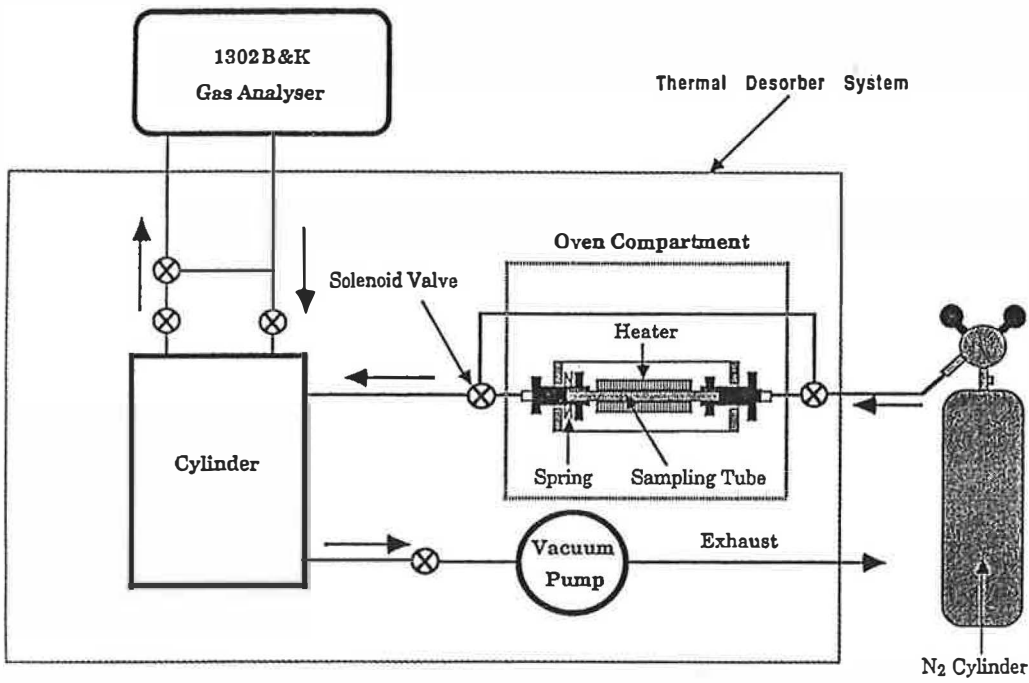 1302B&K
Gas Analyser
Thermal Desorber System
Oven Compartment
Solenoid Valve
Heater
Cylinder
Spring
Sampling Tube
Vacuum
Pump
Exhaust
N₂ Cylinder